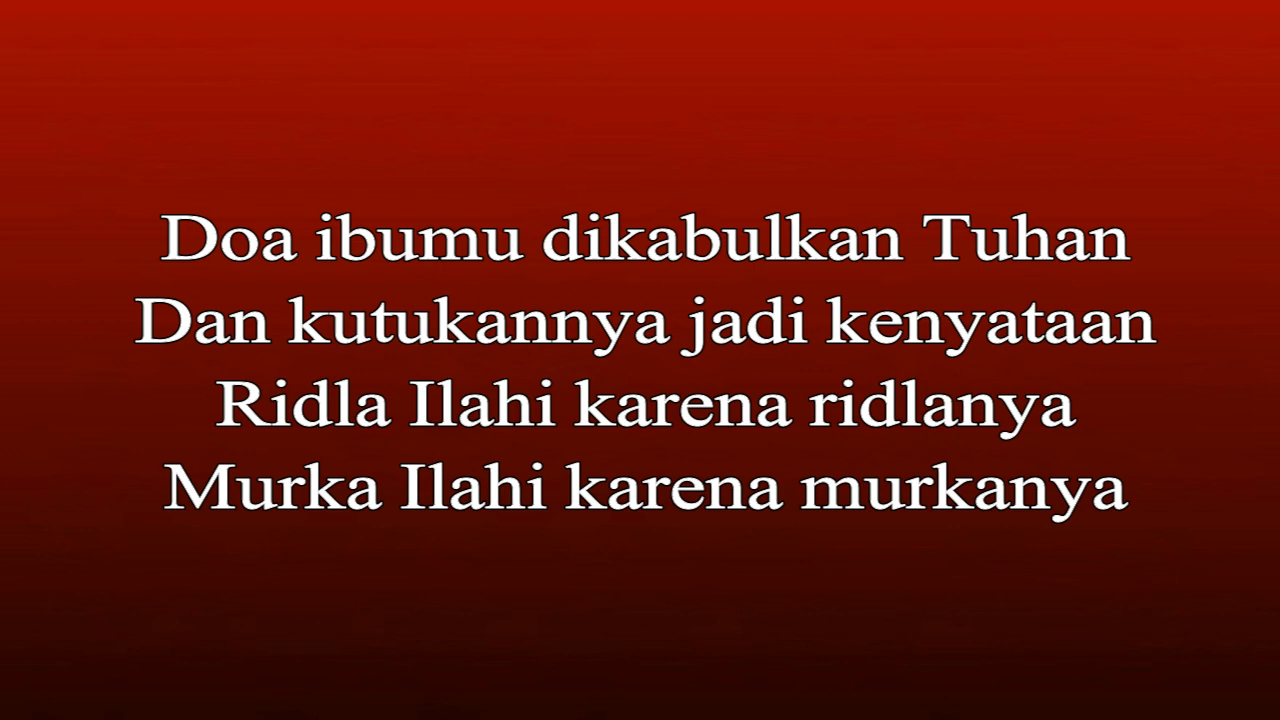 Doa ibumu dikabulkan Tuhan
Dan kutukannya jadi kenyataan
Ridla Ilahi karena ridlanya
Murka Ilahi karena murkanya